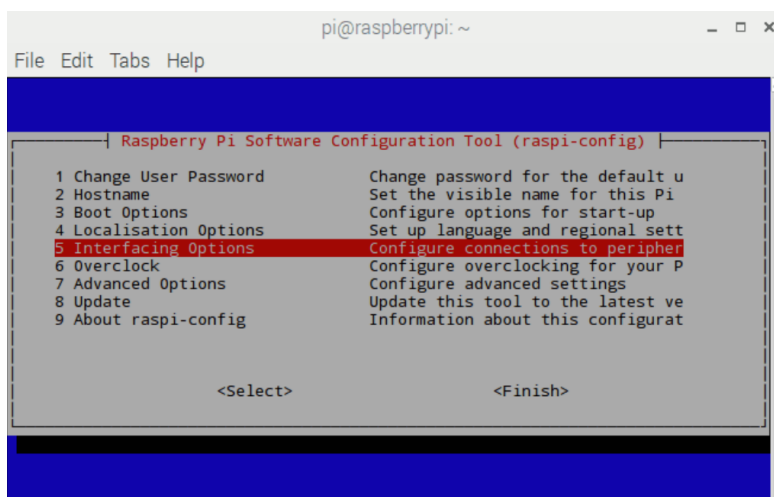 pi@raspberrypi: ~
File Edit Tabs Help
Raspberry Pi Software Configuration Tool (raspi-config)
1 Change User Password Change password for the default u
2 Hostname Set the visible name for this Pi
3 Boot Options Configure options for start-up
4 Localisation Options Set up language and regional sett
5 Interfacing Options Configure connections to peripher
6 Overclock Configure overclocking for your P
7 Advanced Options Configure advanced settings
8 Update Update this tool to the latest ve
9 About raspi-config Information about this configurat
<Select> <Finish>